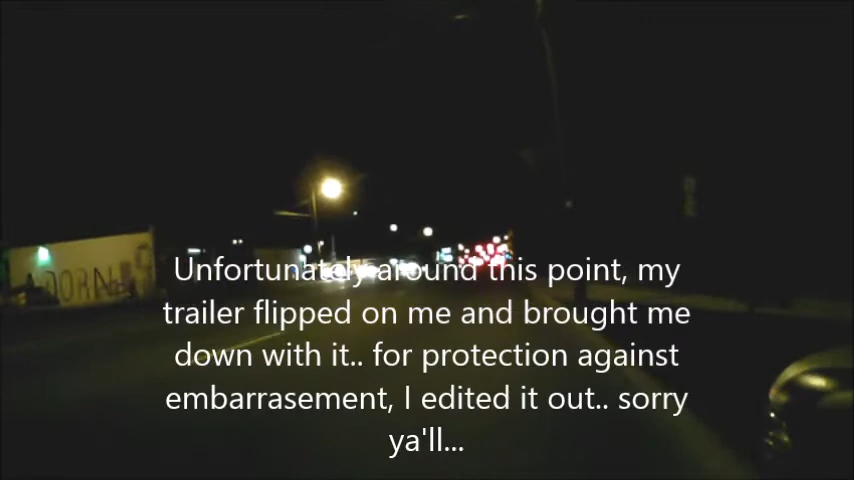 Unfortunately around this point, my
trailer flipped on me and brought me
down with it.. for protection against
embarrasement, I edited it out.. sorry
ya'll...